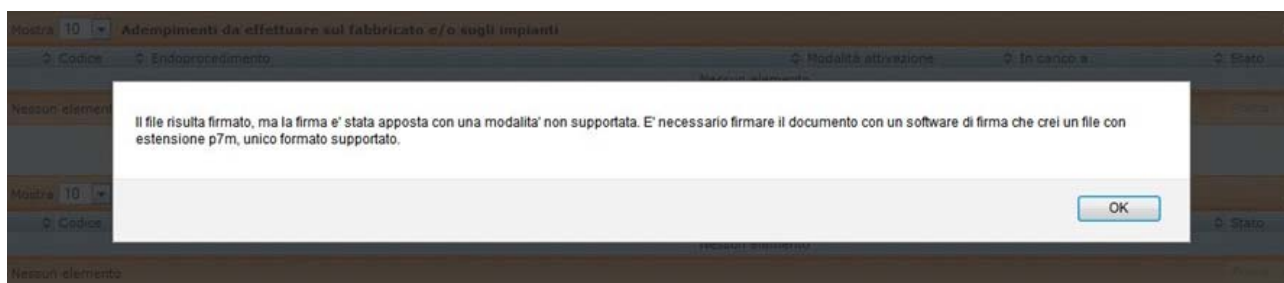 Mostra 10 Adempimenti da effettuare sul fabbricato e/o sugli impianti
Codice Endoprocedimento Modalità attivazione In carico a Stato
Nessun elemento
Nessun element
Il file risulta firmato, ma la firma e' stata apposta con una modalita' non supportata. E' necessario firmare il documento con un software di firma che crei un file con
estensione p7m, unico formato supportato.
Mostra 10
OK
Codice Stato
Nessun elemento
Nessun elemento